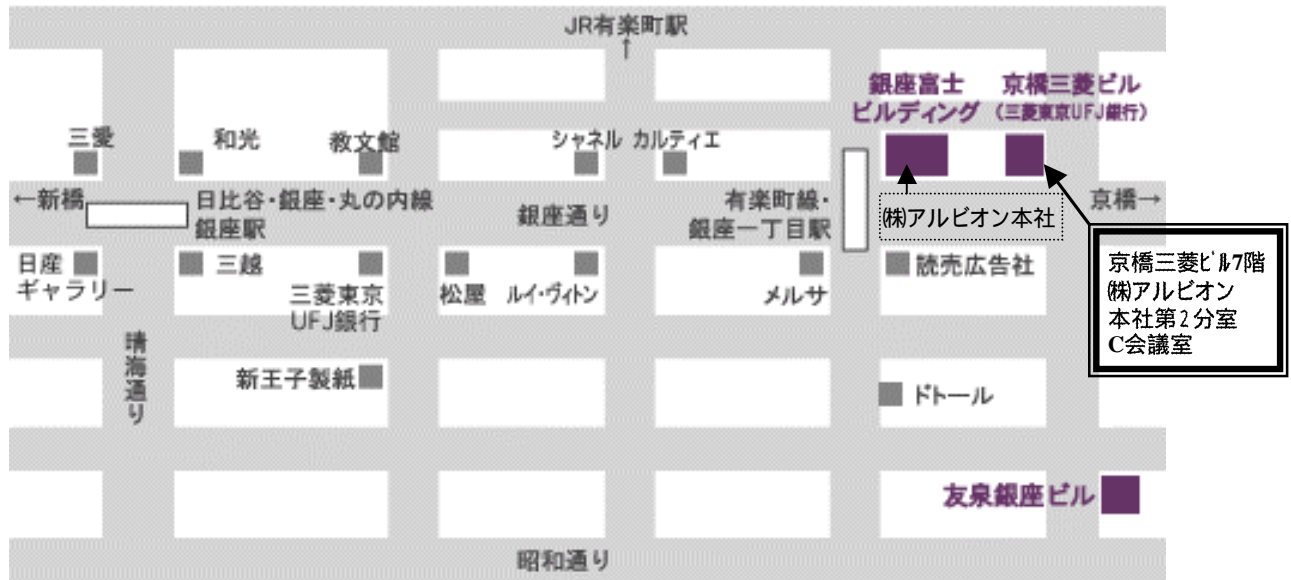 JR有楽町駅
↑
銀座富士
ビルディング
京橋三菱ビル
(三菱東京UFJ銀行)
三愛
和光
教文館
シャネル
カルティエ
←新橋
日比谷・銀座・丸の内線
銀座駅
銀座通り
有楽町線・
銀座一丁目駅
㈱アルビオン本社
京橋→
日産
ギャラリー
三越
三菱東京
UFJ銀行
松屋
ルイ・ヴィトン
メルサ
読売広告社
京橋三菱ビル7階
㈱アルビオン
本社第2分室
C会議室
晴海通り
新王子製紙
ドトール
友泉銀座ビル
昭和通り